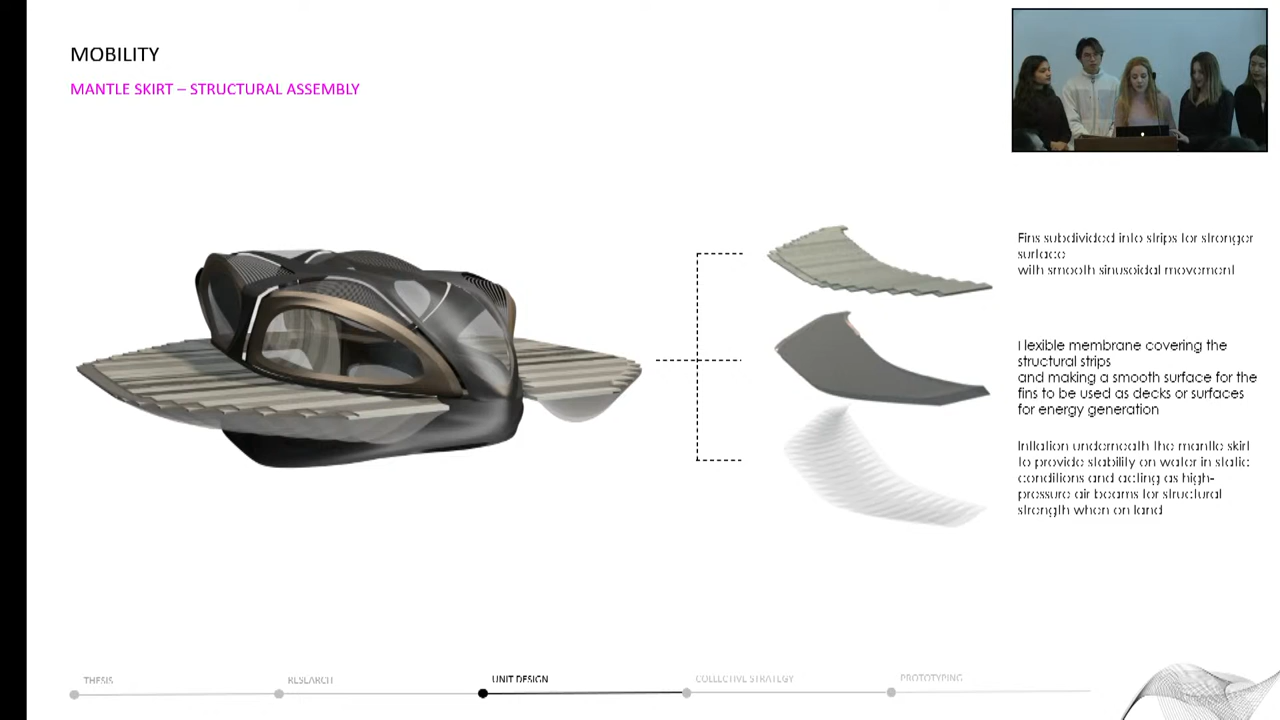 MOBILITY
MANTLE SKIRT – STRUCTURAL ASSEMBLY
Fins subdivided into strips for stronger
surface
with smooth sinusoidal movement
Flexible membrane covering the
structural strips
and making a smooth surface for the
fins to be used as decks or surfaces
for energy generation
Inflation underneath the mantle skirt
to provide stability on water in static
conditions and acting as high-
pressure air beams for structural
strength when on land
THESIS
RESEARCH
UNIT DESIGN
COLLECTIVE STRATEGY
PROTOTYPING